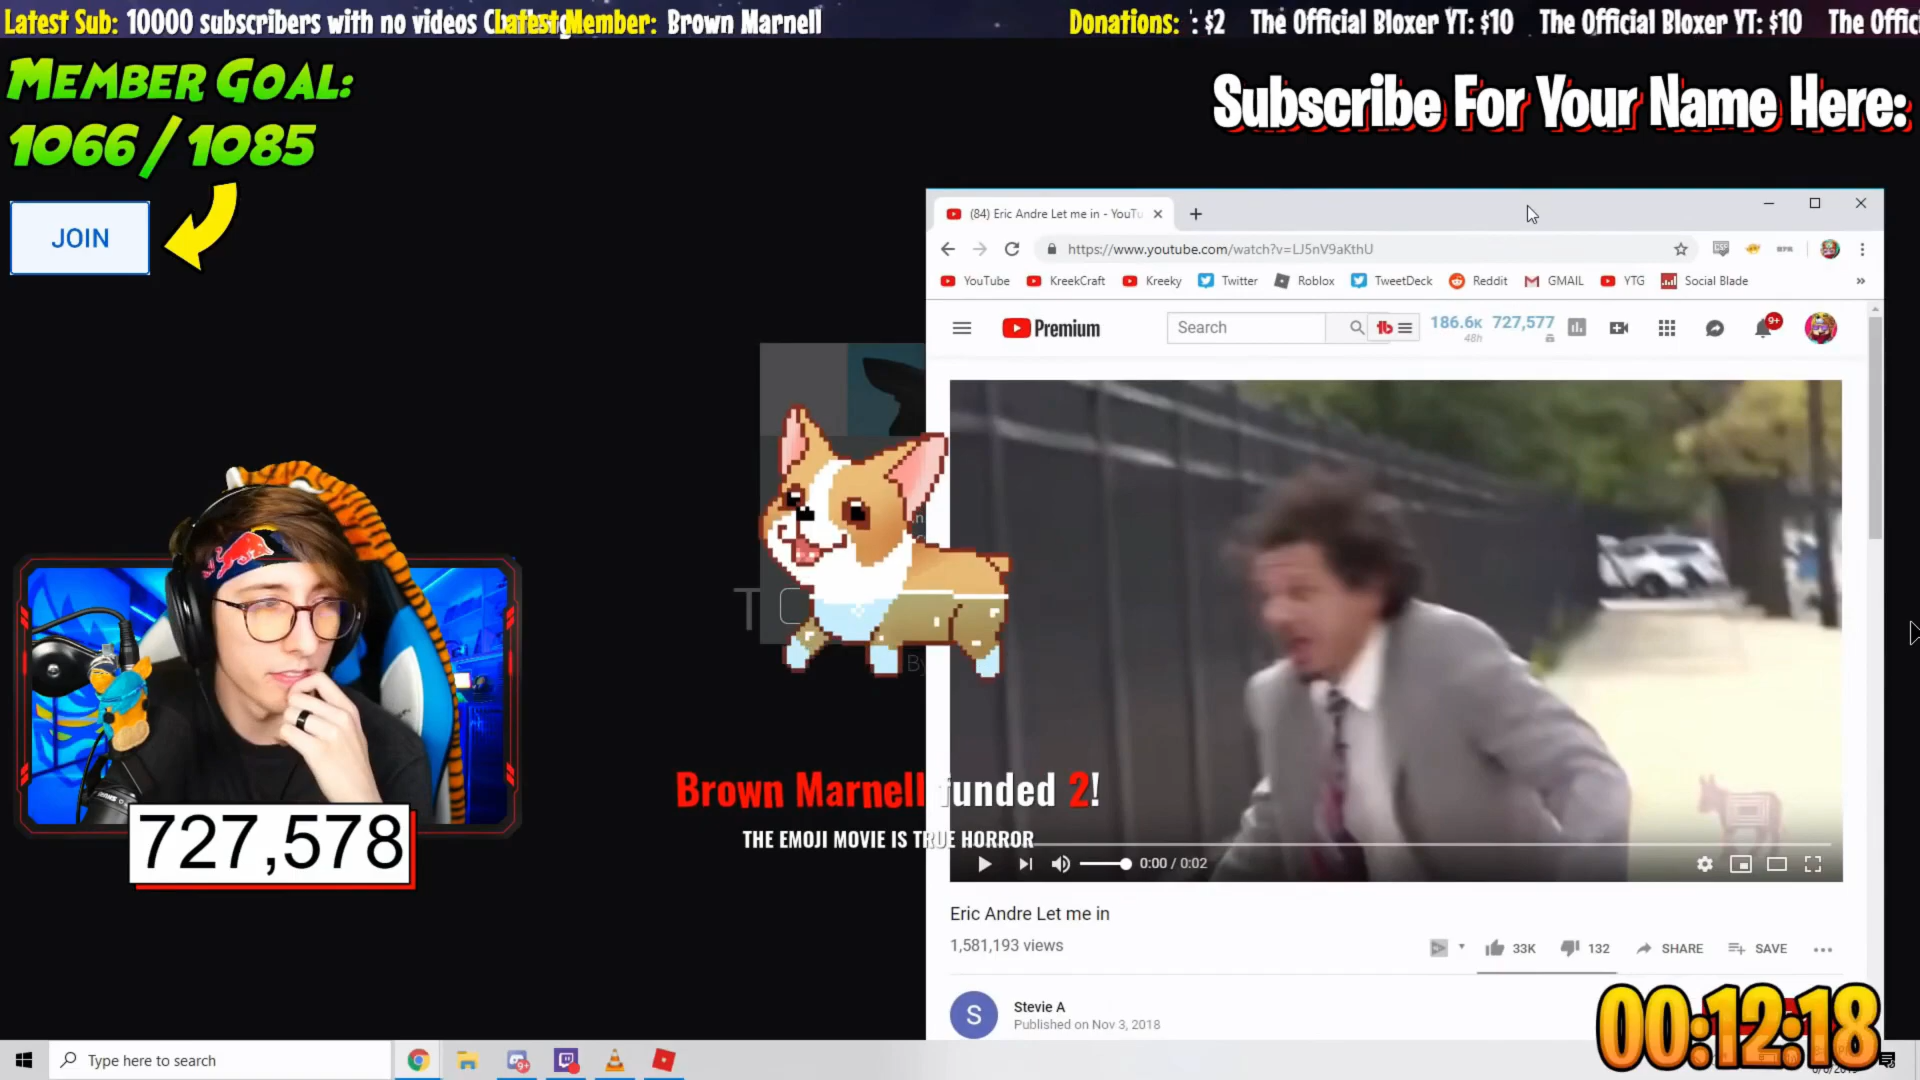 Latest Sub: 10000 subscribers with no videos Latest Member: Brown Marnell
Donations: : $2 The Official Bloxer YT: $10 The Official Bloxer YT: $10 The Offic
MEMBER GOAL:
1066 / 1085
JOIN
Subscribe For Your Name Here:
(84) Eric Andre Let me in - YouTu
https://www.youtube.com/watch?v=LJ5nV9aKthU
YouTube KreekCraft Kreeky Twitter Roblox TweetDeck Reddit GMAIL YTG Social Blade »
Premium
Search
186.6K 727,577
48h
9+
Brown Marnell funded 2!
THE EMOJI MOVIE IS TRUE HORROR
727,578
0:00 / 0:02
Eric Andre Let me in
1,581,193 views
33K 132 SHARE SAVE
S
Stevie A
Published on Nov 3, 2018
00:12:18
Type here to search